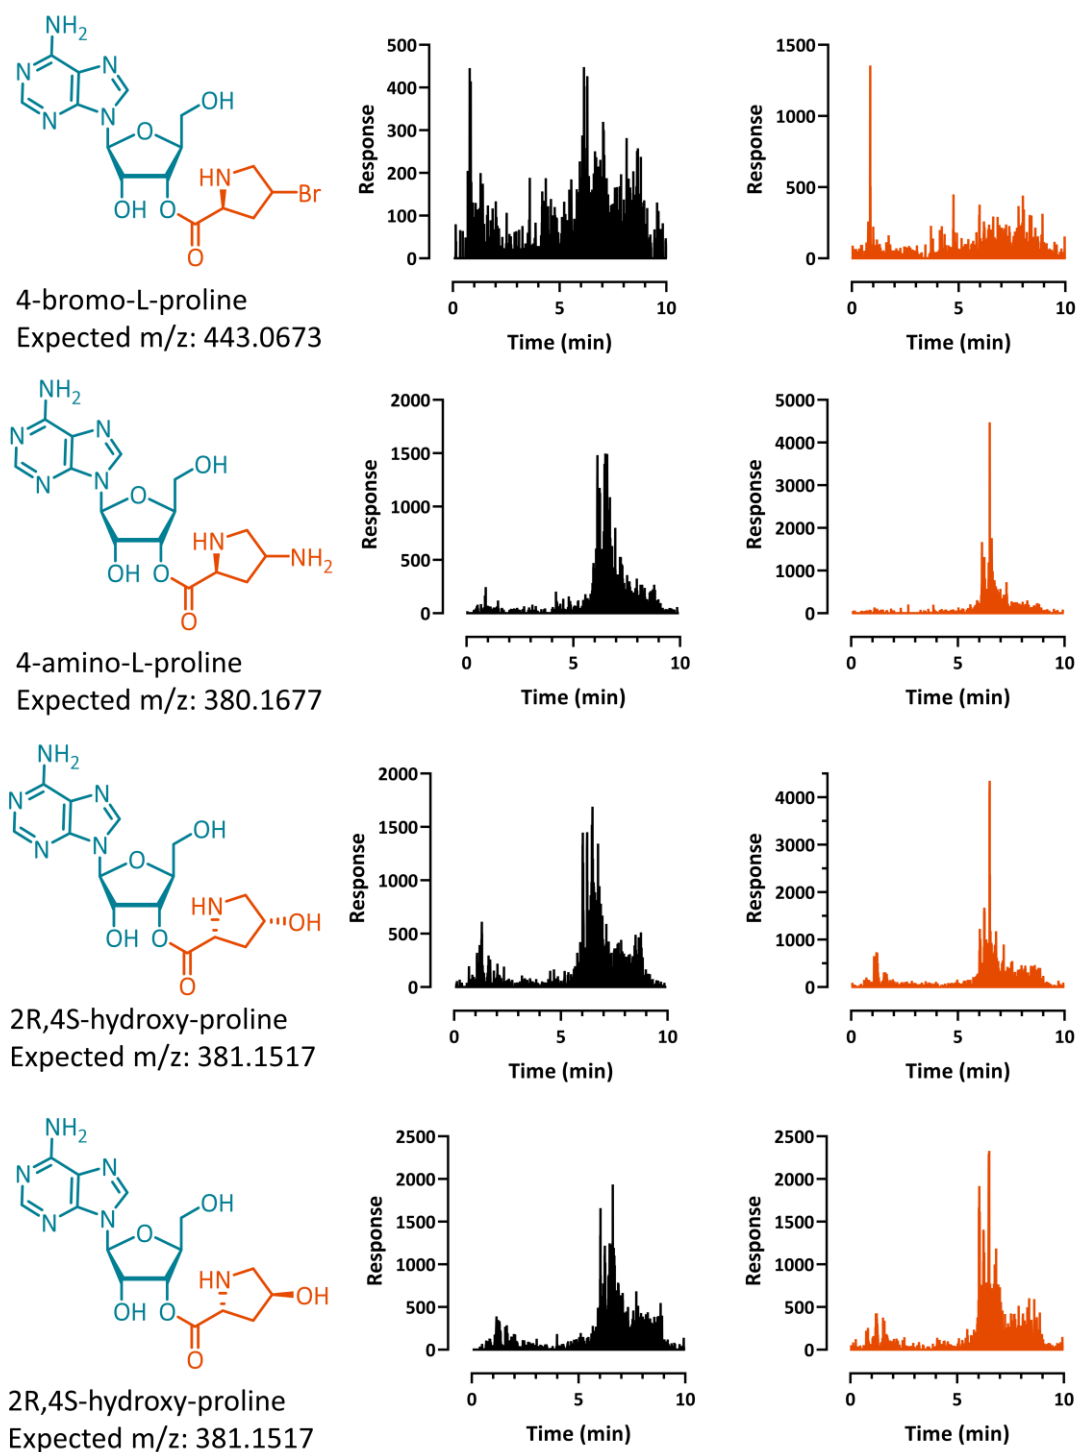 NH2
N
N
N
N
O
OH
HN
Br
OH
O
O
4-bromo-L-proline
Expected m/z: 443.0673
Response
500
400
300
200
100
0
0 5 10
Time (min)
Response
1500
1000
500
0
0 5 10
Time (min)
NH2
N
N
N
N
O
OH
HN
NH2
OH
O
O
4-amino-L-proline
Expected m/z: 380.1677
Response
2000
1500
1000
500
0
0 5 10
Time (min)
Response
5000
4000
3000
2000
1000
0
0 5 10
Time (min)
NH2
N
N
N
N
O
OH
HN
OH
OH
O
O
2R,4S-hydroxy-proline
Expected m/z: 381.1517
Response
2000
1500
1000
500
0
0 5 10
Time (min)
Response
4000
3000
2000
1000
0
0 5 10
Time (min)
NH2
N
N
N
N
O
OH
HN
OH
OH
O
O
2R,4S-hydroxy-proline
Expected m/z: 381.1517
Response
2500
2000
1500
1000
500
0
0 5 10
Time (min)
Response
2500
2000
1500
1000
500
0
0 5 10
Time (min)